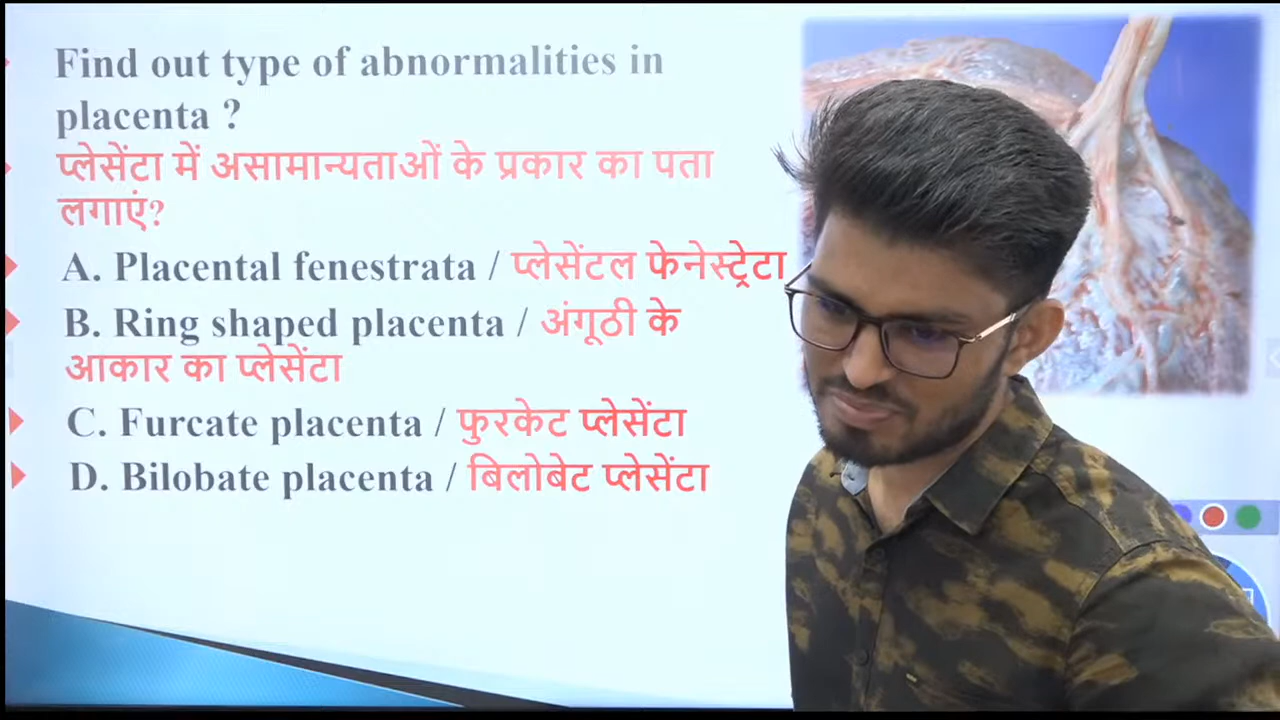 Find out type of abnormalities in
placenta ?
प्लेसेंटा में असामान्यताओं के प्रकार का पता
लगाएं?
A. Placental fenestrata / प्लेसेंटल फेनेस्ट्रेटा
B. Ring shaped placenta / अंगूठी के
आकार का प्लेसेंटा
C. Furcate placenta / फुरकेट प्लेसेंटा
D. Bilobate placenta / बिलोबेट प्लेसेंटा